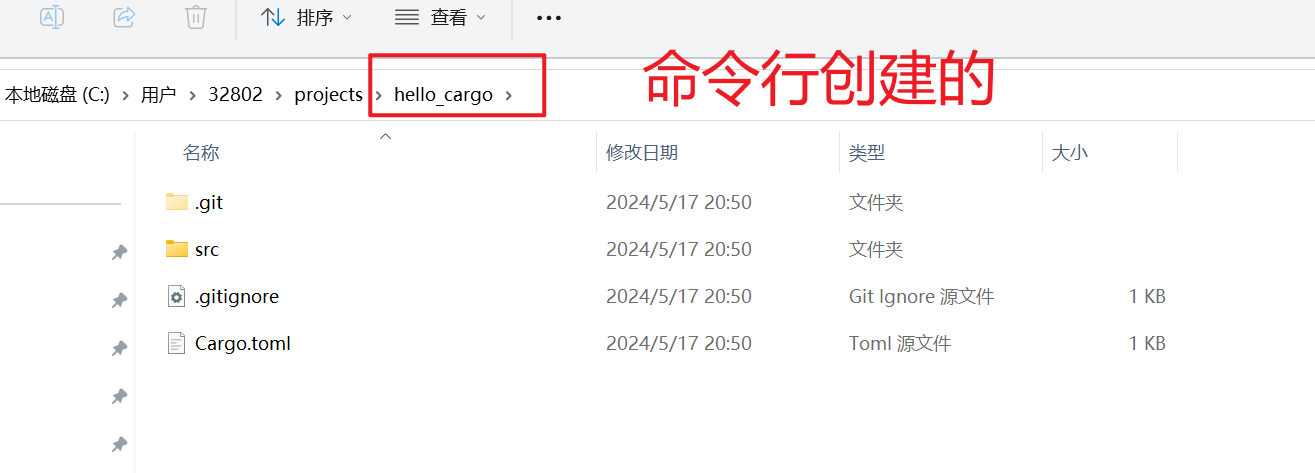 排序 查看
命令行创建的
本地磁盘 (C:) 用户 32802 projects hello_cargo
名称 修改日期 类型 大小
.git 2024/5/17 20:50 文件夹
src 2024/5/17 20:50 文件夹
.gitignore 2024/5/17 20:50 Git Ignore 源文件 1 KB
Cargo.toml 2024/5/17 20:50 Toml 源文件 1 KB